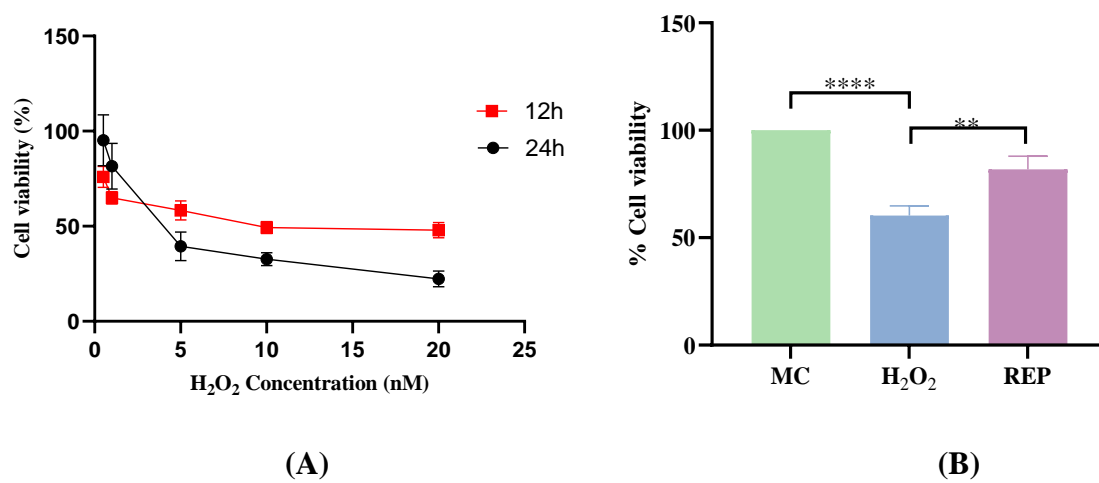 150
100
50
0
Cell viability (%)
0 5 10 15 20 25
H₂O₂ Concentration (nM)
12h
24h
(A)
150
100
50
0
% Cell viability
****
**
MC H₂O₂ REP
(B)